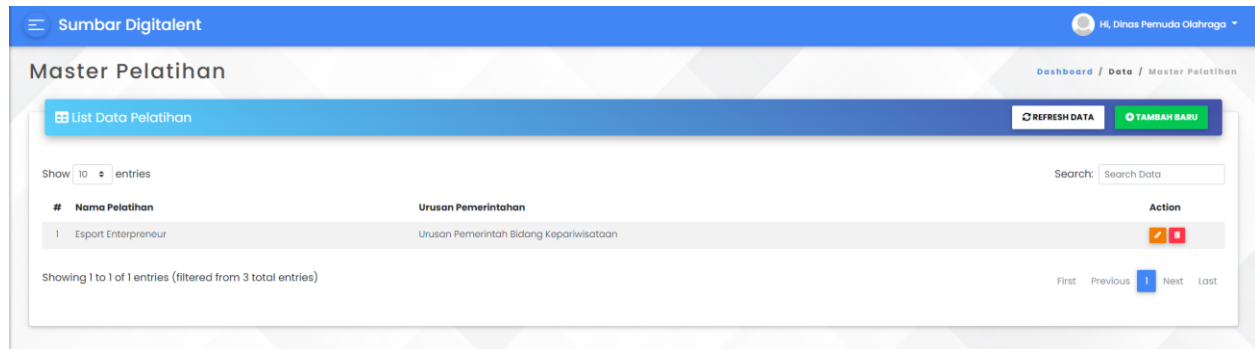 Sumbar Digitalent
Hi, Dinas Pemuda Olahraga
Master Pelatihan
Dashboard / Data / Master Pelatihan
List Data Pelatihan
REFRESH DATA
TAMBAH BARU
Show 10 entries
Search: Search Data
# Nama Pelatihan Urusan Pemerintahan Action
1 Esport Enterpreneur Urusan Pemerintah Bidang Kepariwisataan
Showing 1 to 1 of 1 entries (filtered from 3 total entries)
First Previous 1 Next Last